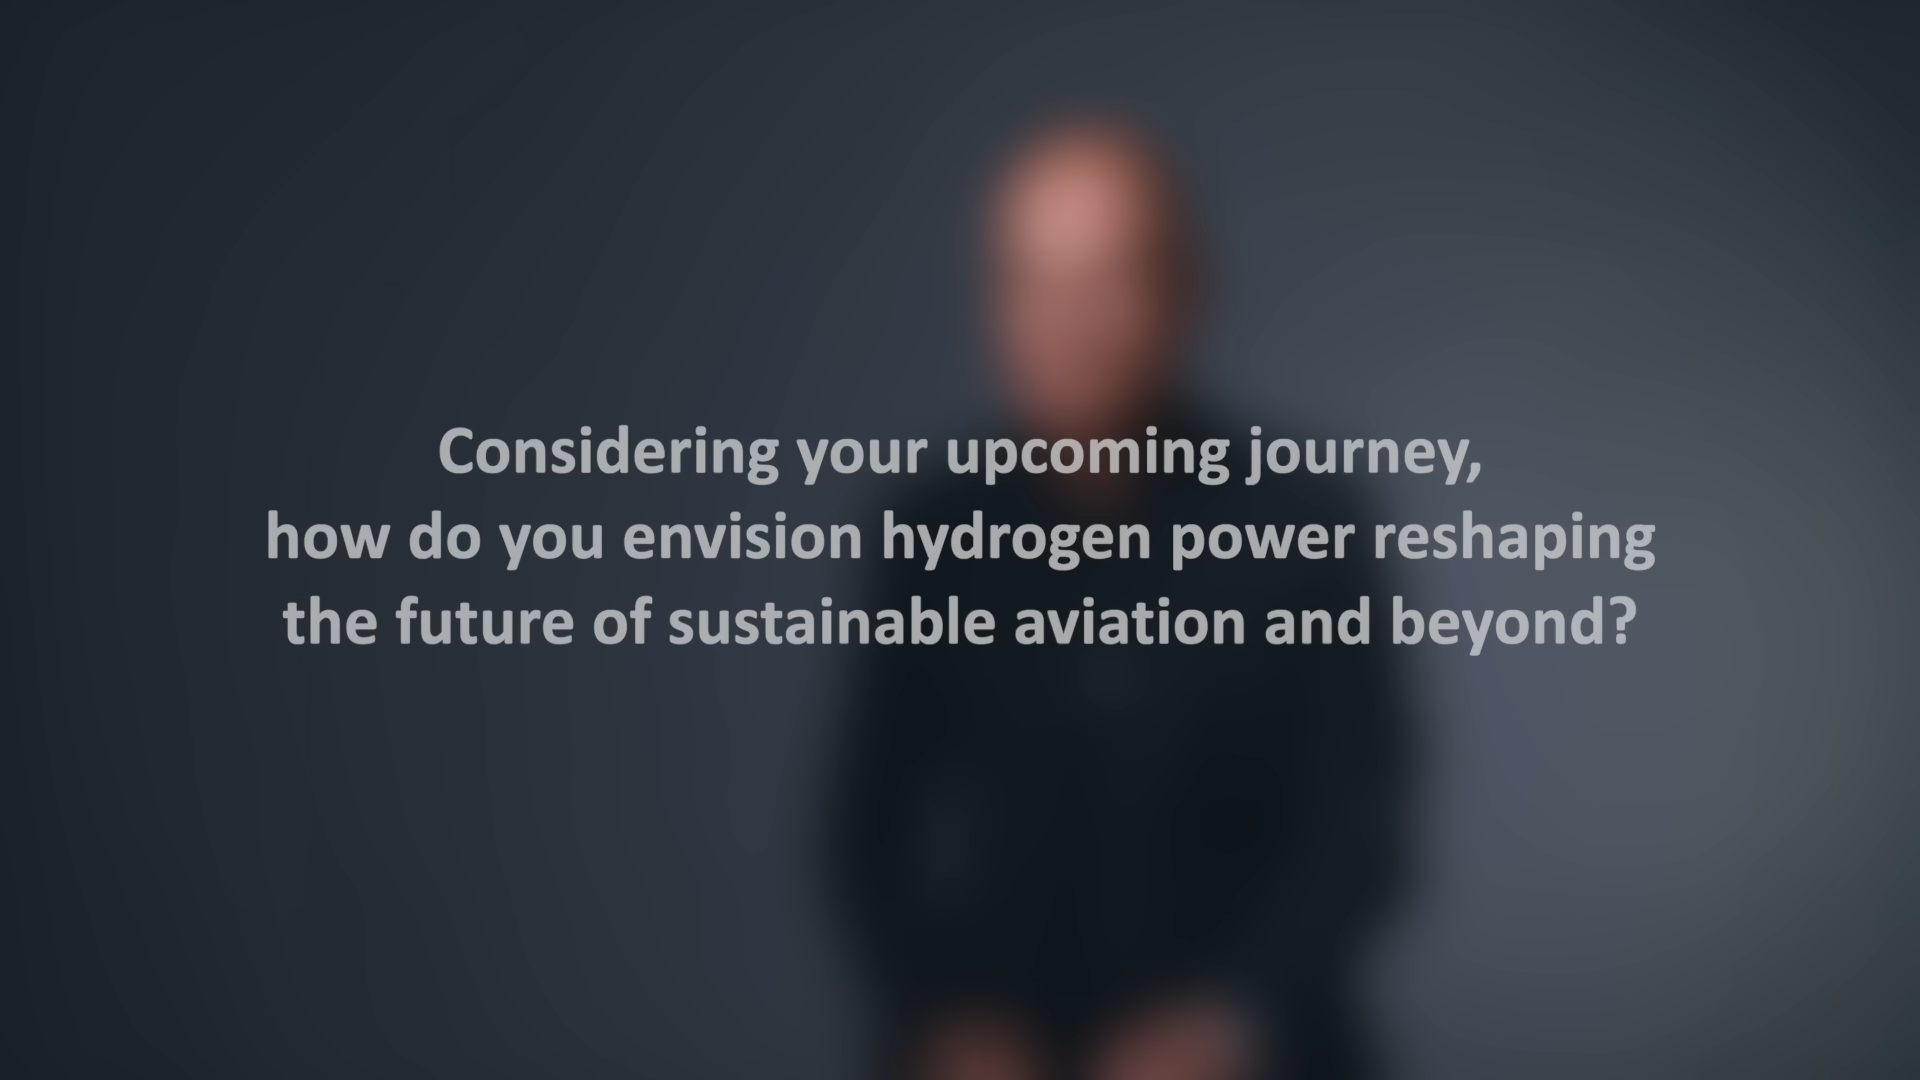 Considering your upcoming journey,
how do you envision hydrogen power reshaping
the future of sustainable aviation and beyond?